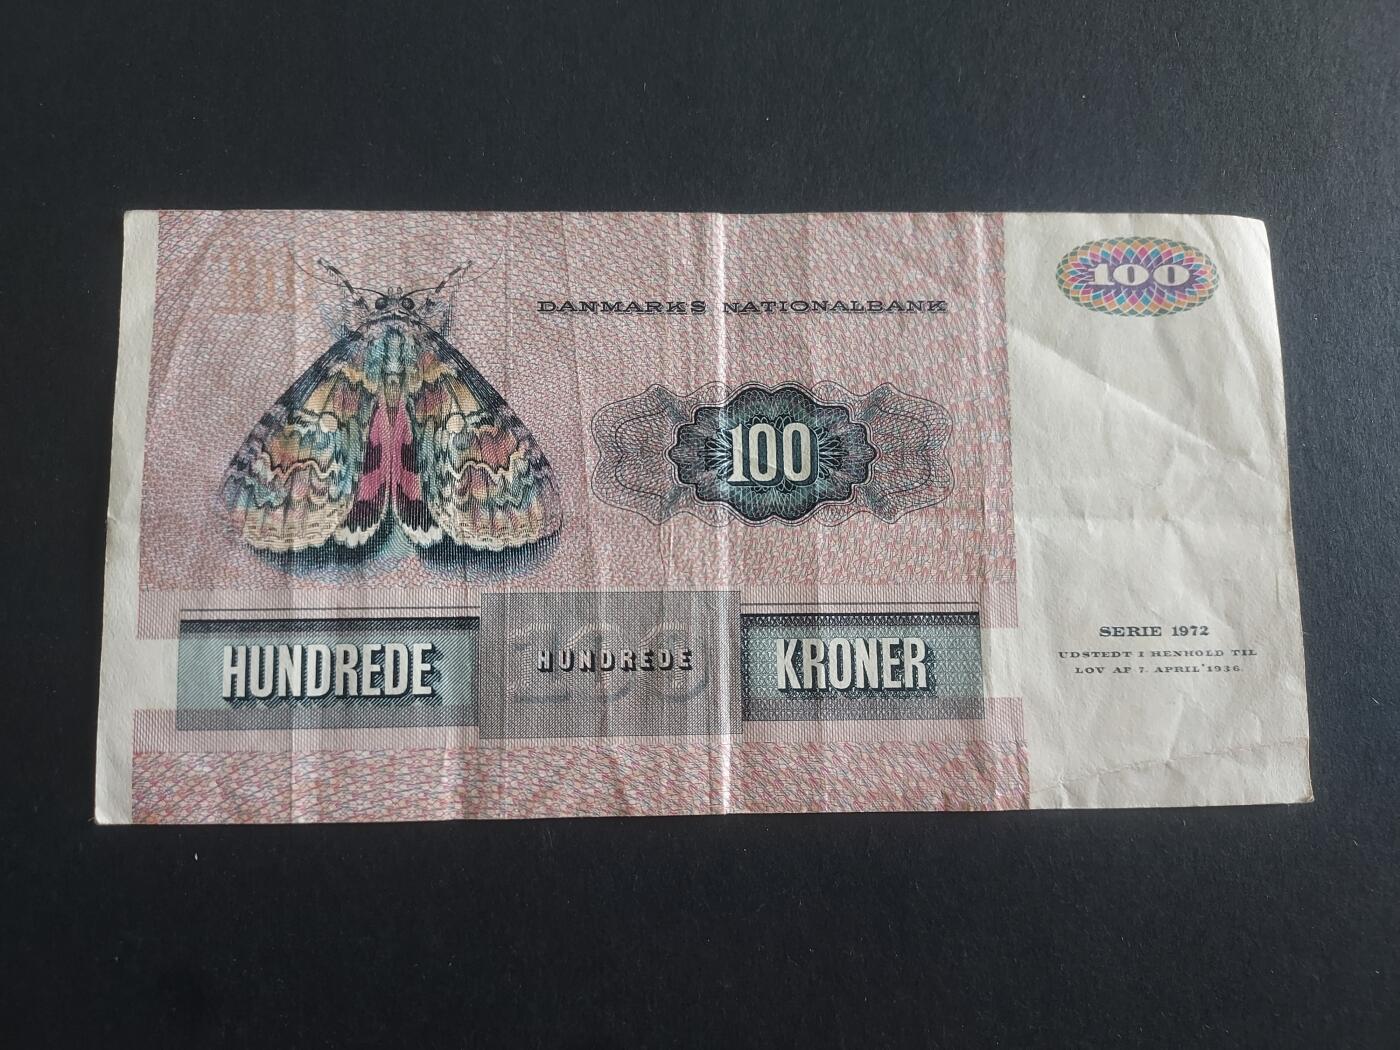 100
DANMARKS NATIONALBANK
100
HUNDREDE
HUNDREDE
KRONER
SERIE 1972
UDSTEDT I HENHOLD TIL
LOV AF 7. APRIL 1936.